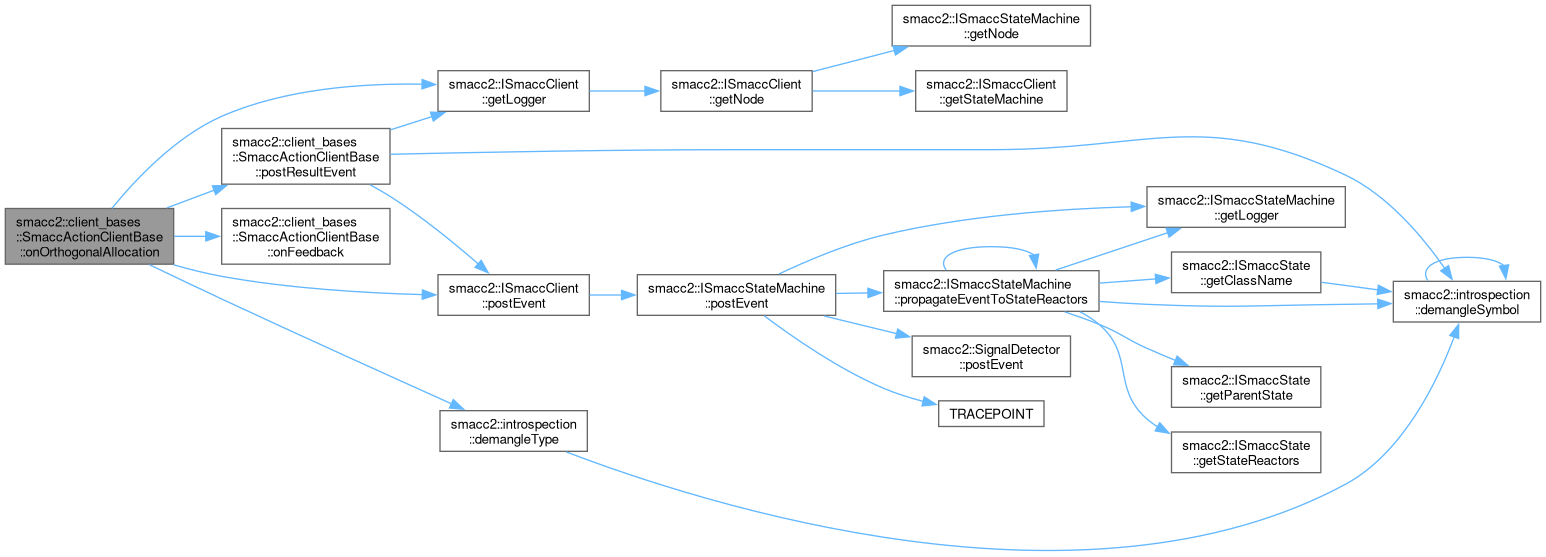 smacc2::ISmaccStateMachine
::getNode
smacc2::ISmaccClient
::getLogger
smacc2::ISmaccClient
::getNode
smacc2::ISmaccClient
::getStateMachine
smacc2::client_bases
::SmaccActionClientBase
::postResultEvent
smacc2::client_bases
::SmaccActionClientBase
::onOrthogonalAllocation
smacc2::client_bases
::SmaccActionClientBase
::onFeedback
smacc2::ISmaccStateMachine
::getLogger
smacc2::ISmaccClient
::postEvent
smacc2::ISmaccStateMachine
::postEvent
smacc2::ISmaccStateMachine
::propagateEventToStateReactors
smacc2::ISmaccState
::getClassName
smacc2::introspection
::demangleSymbol
smacc2::SignalDetector
::postEvent
smacc2::ISmaccState
::getParentState
TRACEPOINT
smacc2::introspection
::demangleType
smacc2::ISmaccState
::getStateReactors